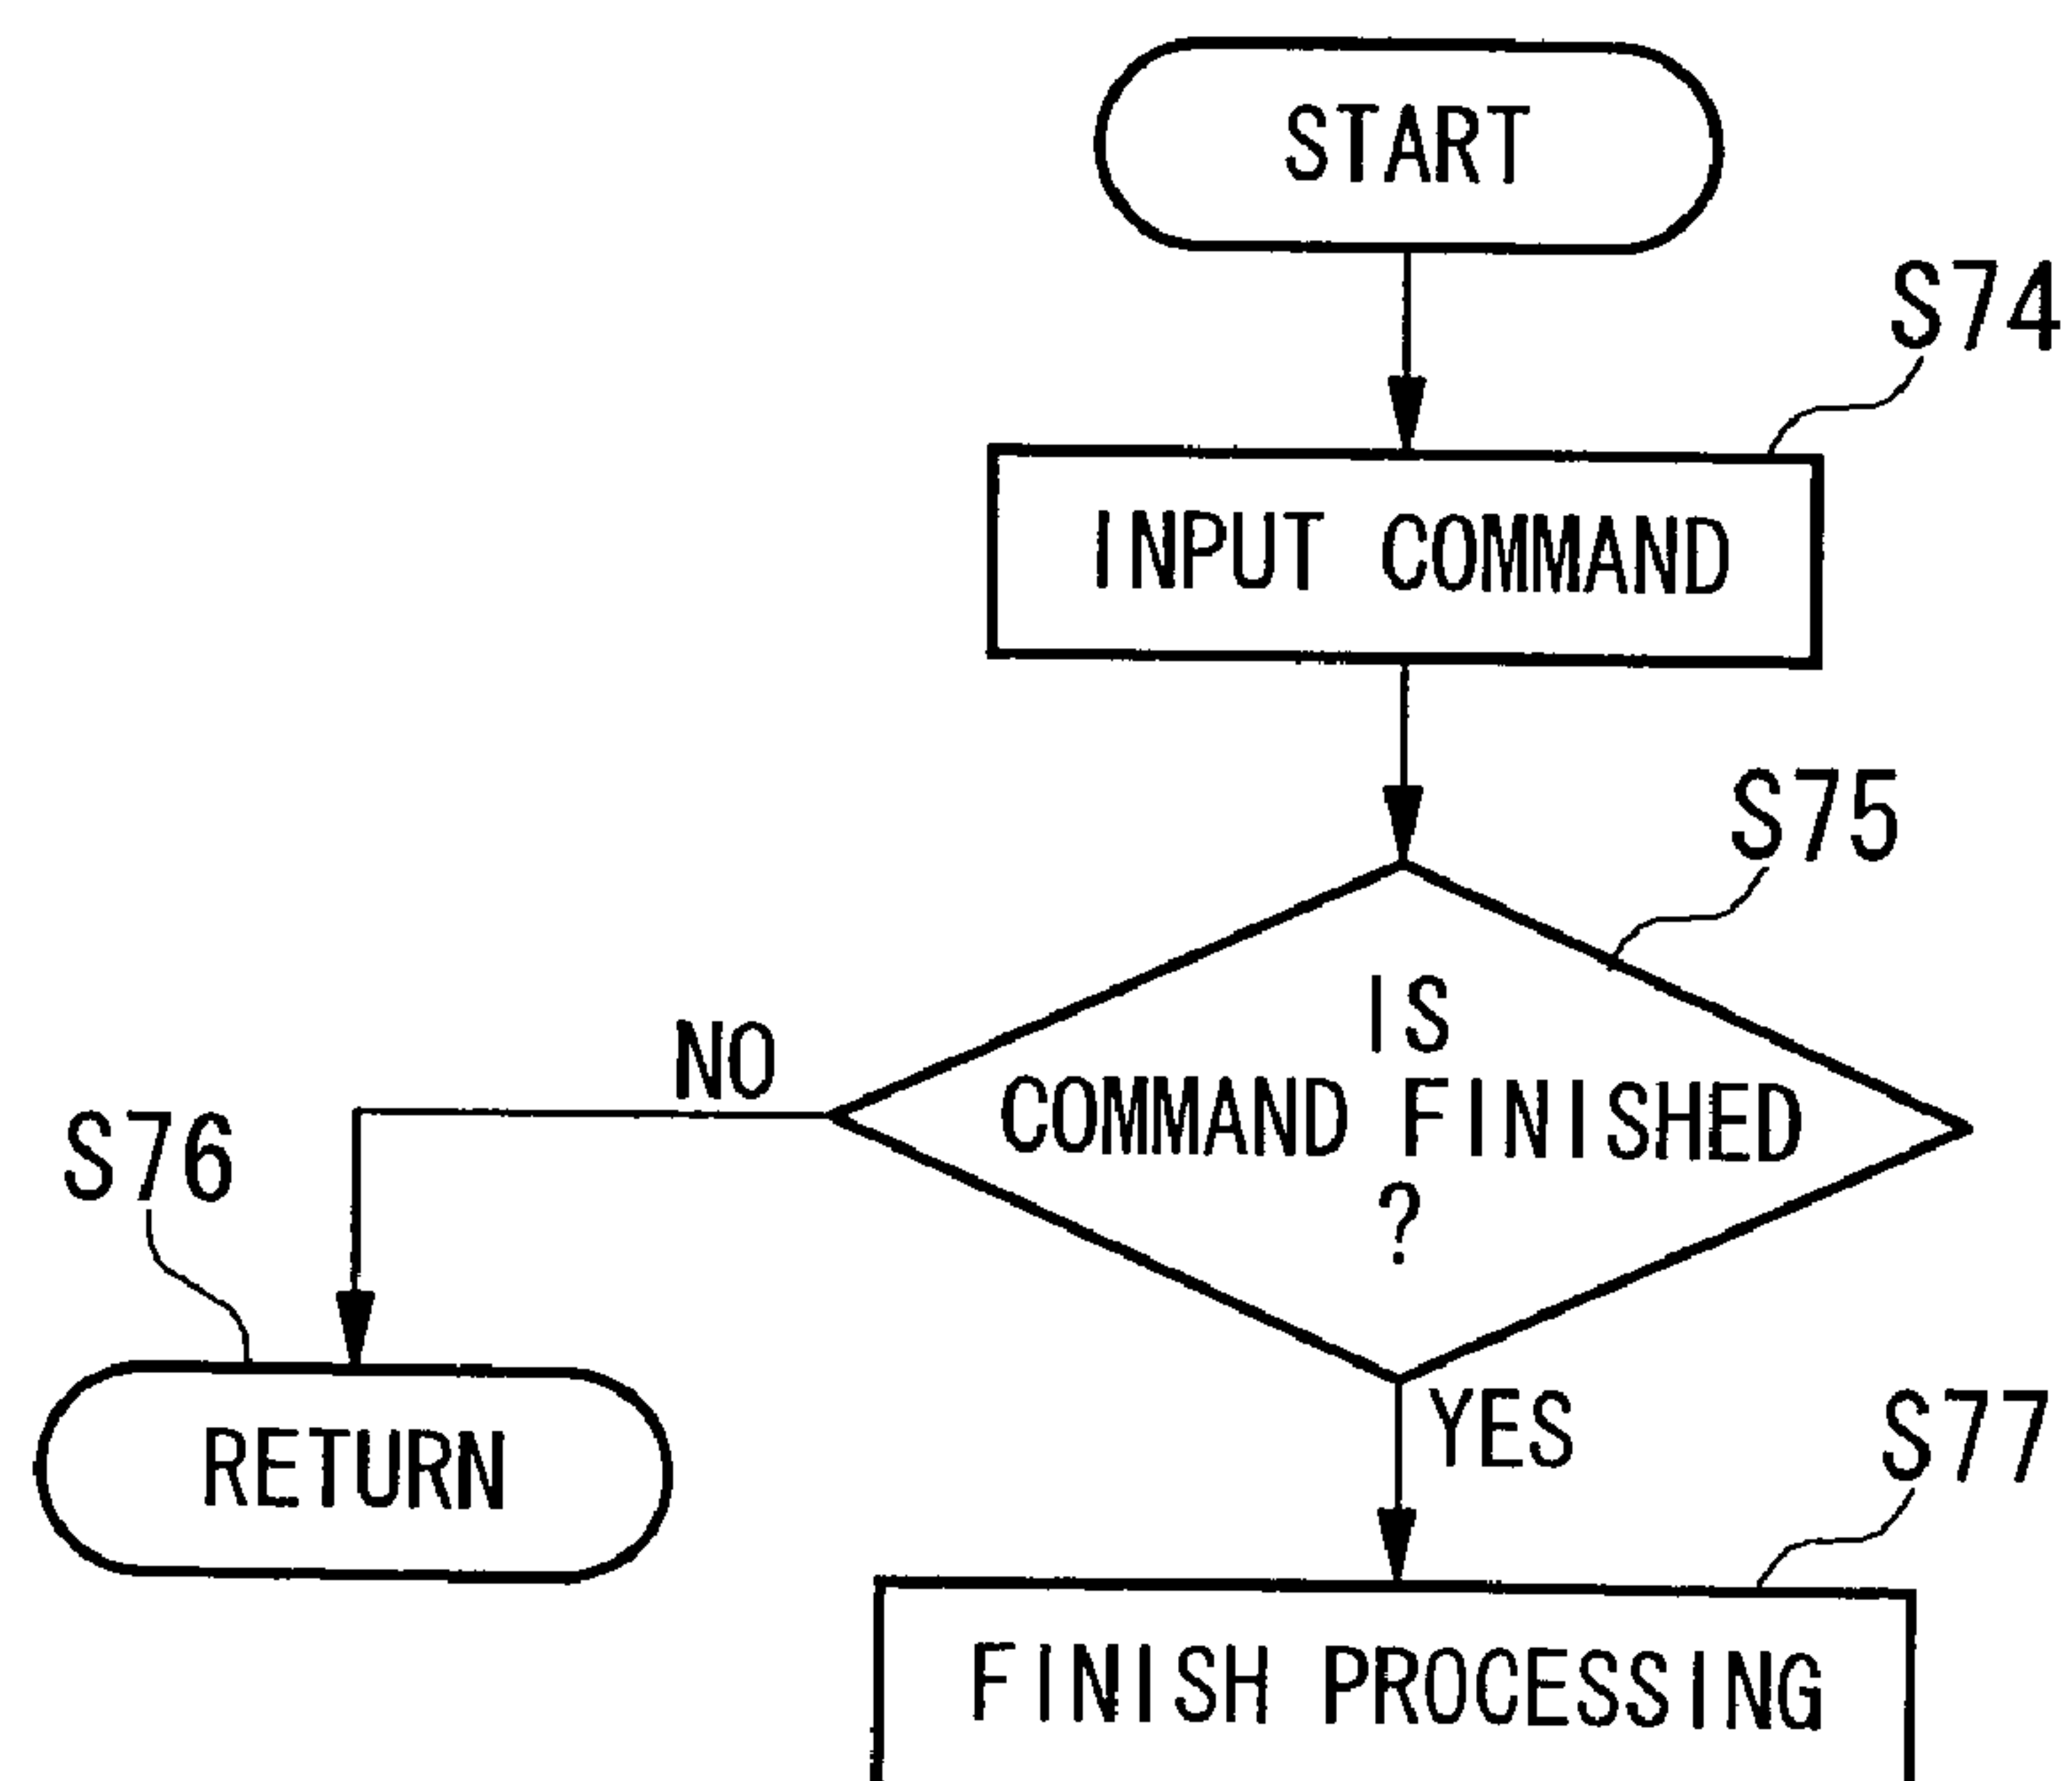 START
S74
INPUT COMMAND
S75
IS
COMMAND FINISHED
?
NO
S76
RETURN
YES
S77
FINISH PROCESSING